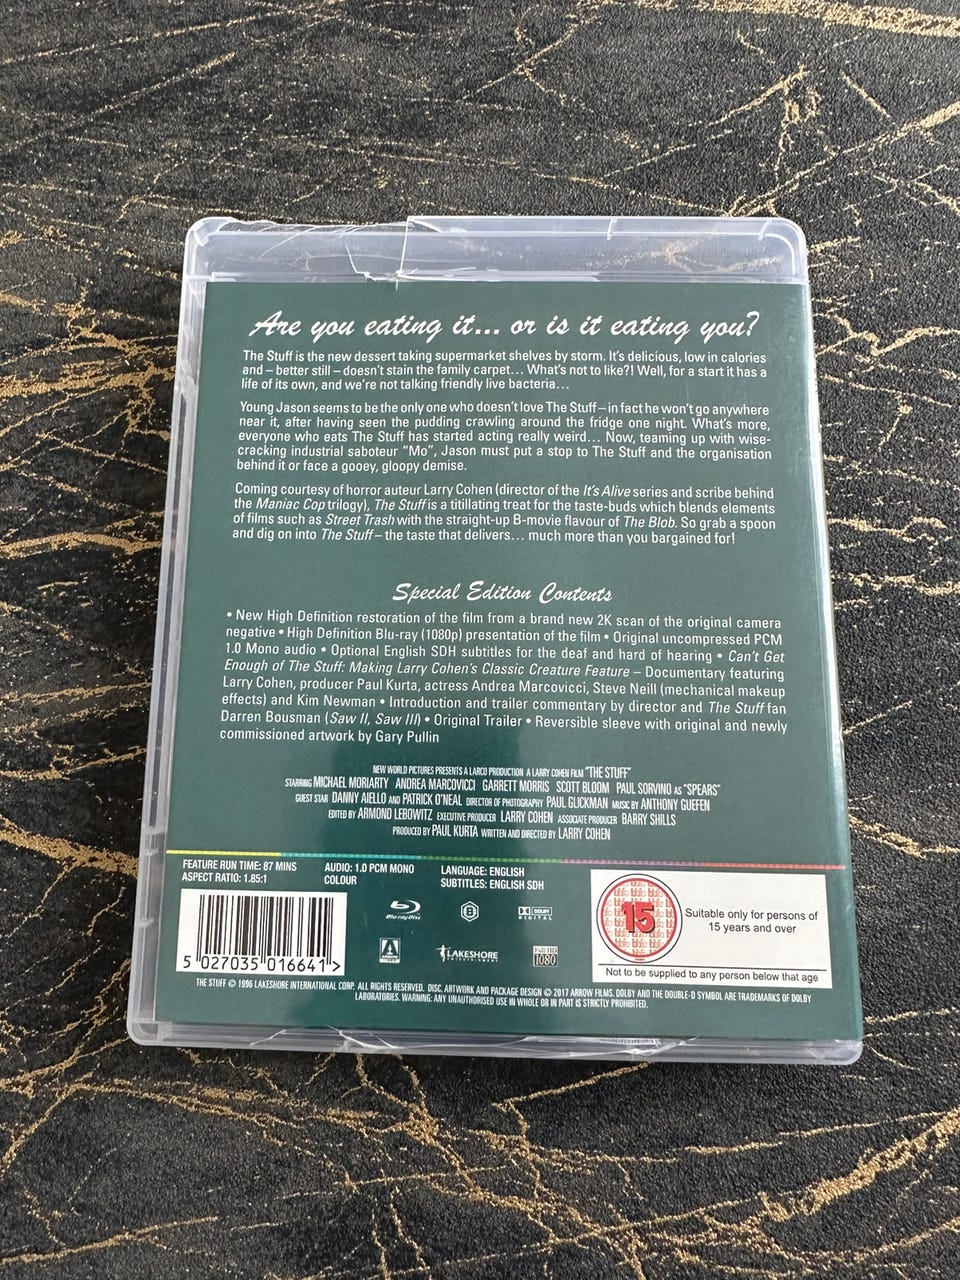 Are you eating it... or is it eating you?
The Stuff is the new dessert taking supermarket shelves by storm. It's delicious, low in calories
and – better still – doesn't stain the family carpet... What's not to like?! Well, for a start it has a
life of its own, and we're not talking friendly live bacteria...
Young Jason seems to be the only one who doesn't love The Stuff – in fact he won't go anywhere
near it, after having seen the pudding crawling around the fridge one night. What's more,
everyone who eats The Stuff has started acting really weird... Now, teaming up with wise-
cracking industrial saboteur "Mo", Jason must put a stop to The Stuff and the organisation
behind it or face a gooey, gloopy demise.
Coming courtesy of horror auteur Larry Cohen (director of the It's Alive series and scribe behind
the Maniac Cop trilogy), The Stuff is a titillating treat for the taste-buds which blends elements
of films such as Street Trash with the straight-up B-movie flavour of The Blob. So grab a spoon
and dig on into The Stuff – the taste that delivers... much more than you bargained for!
Special Edition Contents
• New High Definition restoration of the film from a brand new 2K scan of the original camera
negative • High Definition Blu-ray (1080p) presentation of the film • Original uncompressed PCM
1.0 Mono audio • Optional English SDH subtitles for the deaf and hard of hearing • Can't Get
Enough of The Stuff: Making Larry Cohen's Classic Creature Feature – Documentary featuring
Larry Cohen, producer Paul Kurta, actress Andrea Marcovicci, Steve Neill (mechanical makeup
effects) and Kim Newman • Introduction and trailer commentary by director and The Stuff fan
Darren Bousman (Saw II, Saw III) • Original Trailer • Reversible sleeve with original and newly
commissioned artwork by Gary Pullin
NEW WORLD PICTURES PRESENTS A LARCO PRODUCTION A LARRY COHEN FILM "THE STUFF"
STARRING MICHAEL MORIARTY ANDREA MARCOVICCI GARRETT MORRIS SCOTT BLOOM PAUL SORVINO AS "SPEARS"
GUEST STAR DANNY AIELLO AND PATRICK O'NEAL DIRECTOR OF PHOTOGRAPHY PAUL GLICKMAN MUSIC BY ANTHONY GUEFEN
EDITED BY ARMOND LEBOWITZ EXECUTIVE PRODUCER LARRY COHEN ASSOCIATE PRODUCER BARRY SHILLS
PRODUCED BY PAUL KURTA WRITTEN AND DIRECTED BY LARRY COHEN
FEATURE RUN TIME: 87 MINS
ASPECT RATIO: 1.85:1
AUDIO: 1.0 PCM MONO
COLOUR
LANGUAGE: ENGLISH
SUBTITLES: ENGLISH SDH
5 027035 016641 >
Blu-ray Disc
B
DOLBY
DIGITAL
LAKESHORE
ENTERTAINMENT
Full HD
1080
15
Suitable only for persons of
15 years and over
Not to be supplied to any person below that age
THE STUFF © 1996 LAKESHORE INTERNATIONAL CORP. ALL RIGHTS RESERVED. DISC, ARTWORK AND PACKAGE DESIGN © 2017 ARROW FILMS. DOLBY AND THE DOUBLE-D SYMBOL ARE TRADEMARKS OF DOLBY
LABORATORIES. WARNING: ANY UNAUTHORISED USE IN WHOLE OR IN PART IS STRICTLY PROHIBITED.